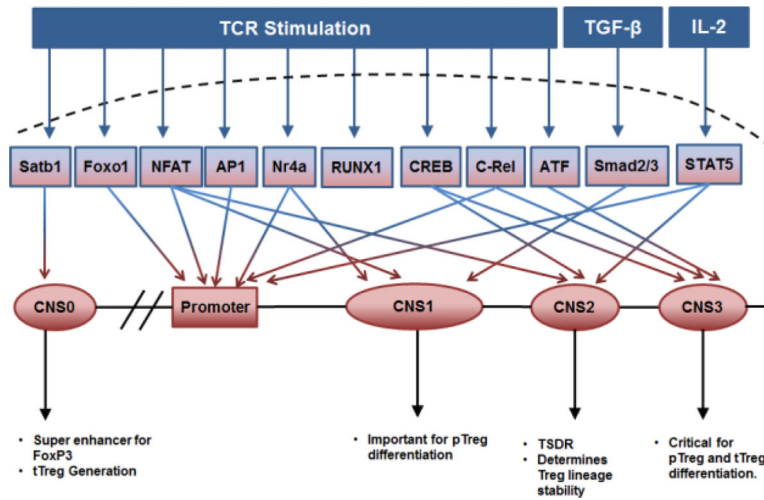 TCR Stimulation TGF-β IL-2
Satb1 Foxo1 NFAT AP1 Nr4a RUNX1 CREB C-Rel ATF Smad2/3 STAT5
CNS0 Promoter CNS1 CNS2 CNS3
• Super enhancer for
FoxP3
• tTreg Generation
• Important for pTreg
differentiation
• TSDR
• Determines
Treg lineage
stability
• Critical for
pTreg and tTreg
differentiation.